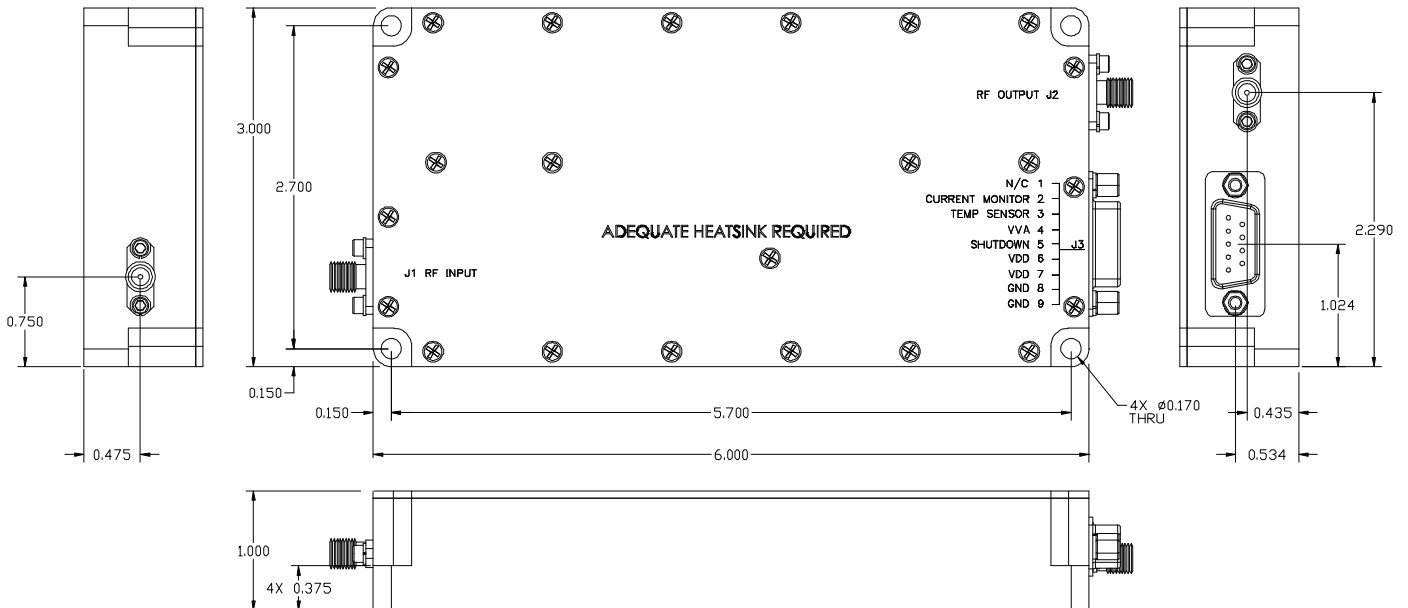 3.000
2.700
0.750
0.150
0.475
0.150
5.700
6.000
RF OUTPUT J2
N/C 1
CURRENT MONITOR 2
TEMP SENSOR 3
VVA 4
SHUTDOWN 5
J3
VDD 6
VDD 7
GND 8
GND 9
ADEQUATE HEATSINK REQUIRED
J1 RF INPUT
4X Ø0.170
THRU
2.290
1.024
0.435
0.534
1.000
4X 0.375